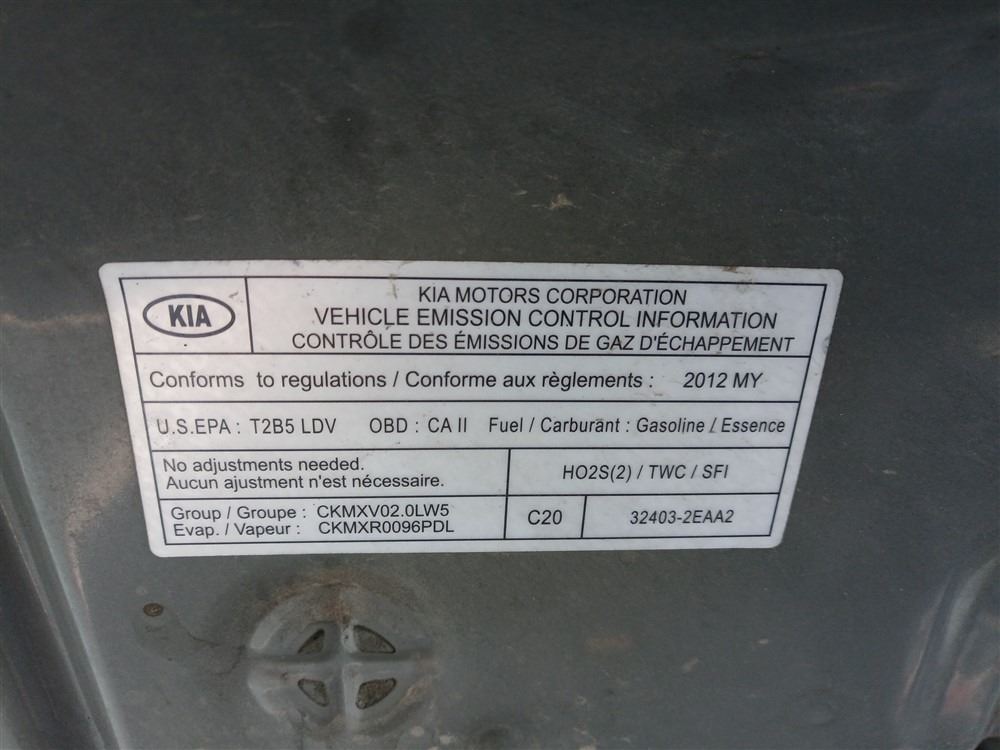 KIA
KIA MOTORS CORPORATION
VEHICLE EMISSION CONTROL INFORMATION
CONTRÔLE DES ÉMISSIONS DE GAZ D'ÉCHAPPEMENT
Conforms to regulations / Conforme aux règlements : 2012 MY
U.S.EPA : T2B5 LDV OBD : CA II Fuel / Carburant : Gasoline / Essence
No adjustments needed.
Aucun ajustment n'est nécessaire.
HO2S(2) / TWC / SFI
Group / Groupe : CKMXV02.0LW5
Evap. / Vapeur : CKMXR0096PDL
C20
32403-2EAA2